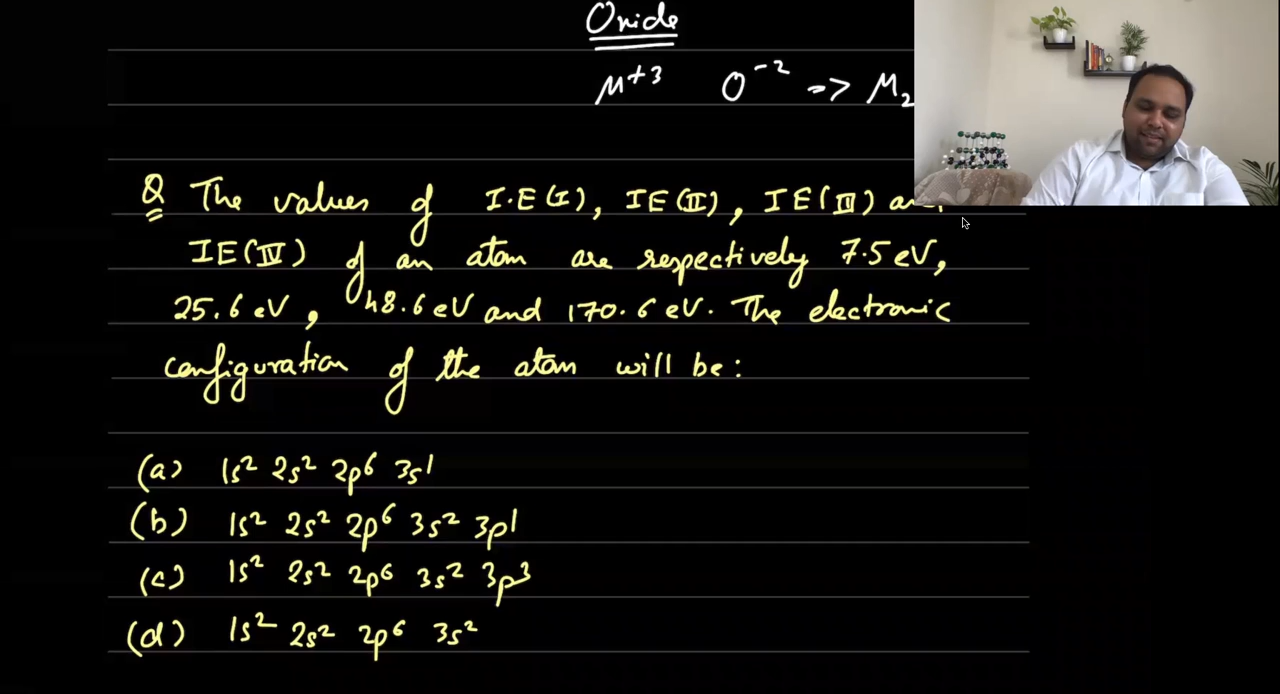 Oxide
M⁺³ O⁻² => M₂
Q The values of I.E(I), IE(II), IE(III) and
IE(IV) of an atom are respectively 7.5 eV,
25.6 eV, 48.6 eV and 170.6 eV. The electronic
configuration of the atom will be:
(a) 1s² 2s² 2p⁶ 3s¹
(b) 1s² 2s² 2p⁶ 3s² 3p¹
(c) 1s² 2s² 2p⁶ 3s² 3p³
(d) 1s² 2s² 2p⁶ 3s²